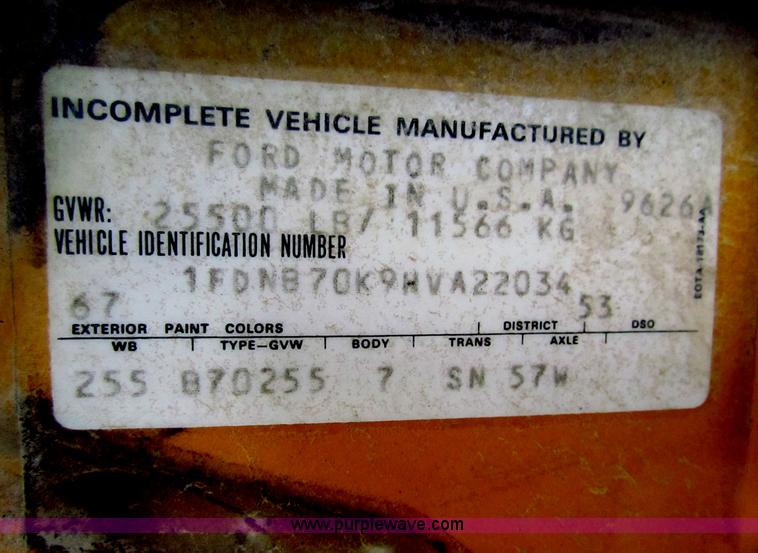 INCOMPLETE VEHICLE MANUFACTURED BY
FORD MOTOR COMPANY
MADE IN U.S.A. 9626A
GVWR: 25500 LB/ 11566 KG
VEHICLE IDENTIFICATION NUMBER
1FDNB70K9HVA22034
67 53
EXTERIOR PAINT COLORS DISTRICT DSO
WB TYPE-GVW BODY TRANS AXLE
255 B70255 7 SN 57W
www.purplewave.com